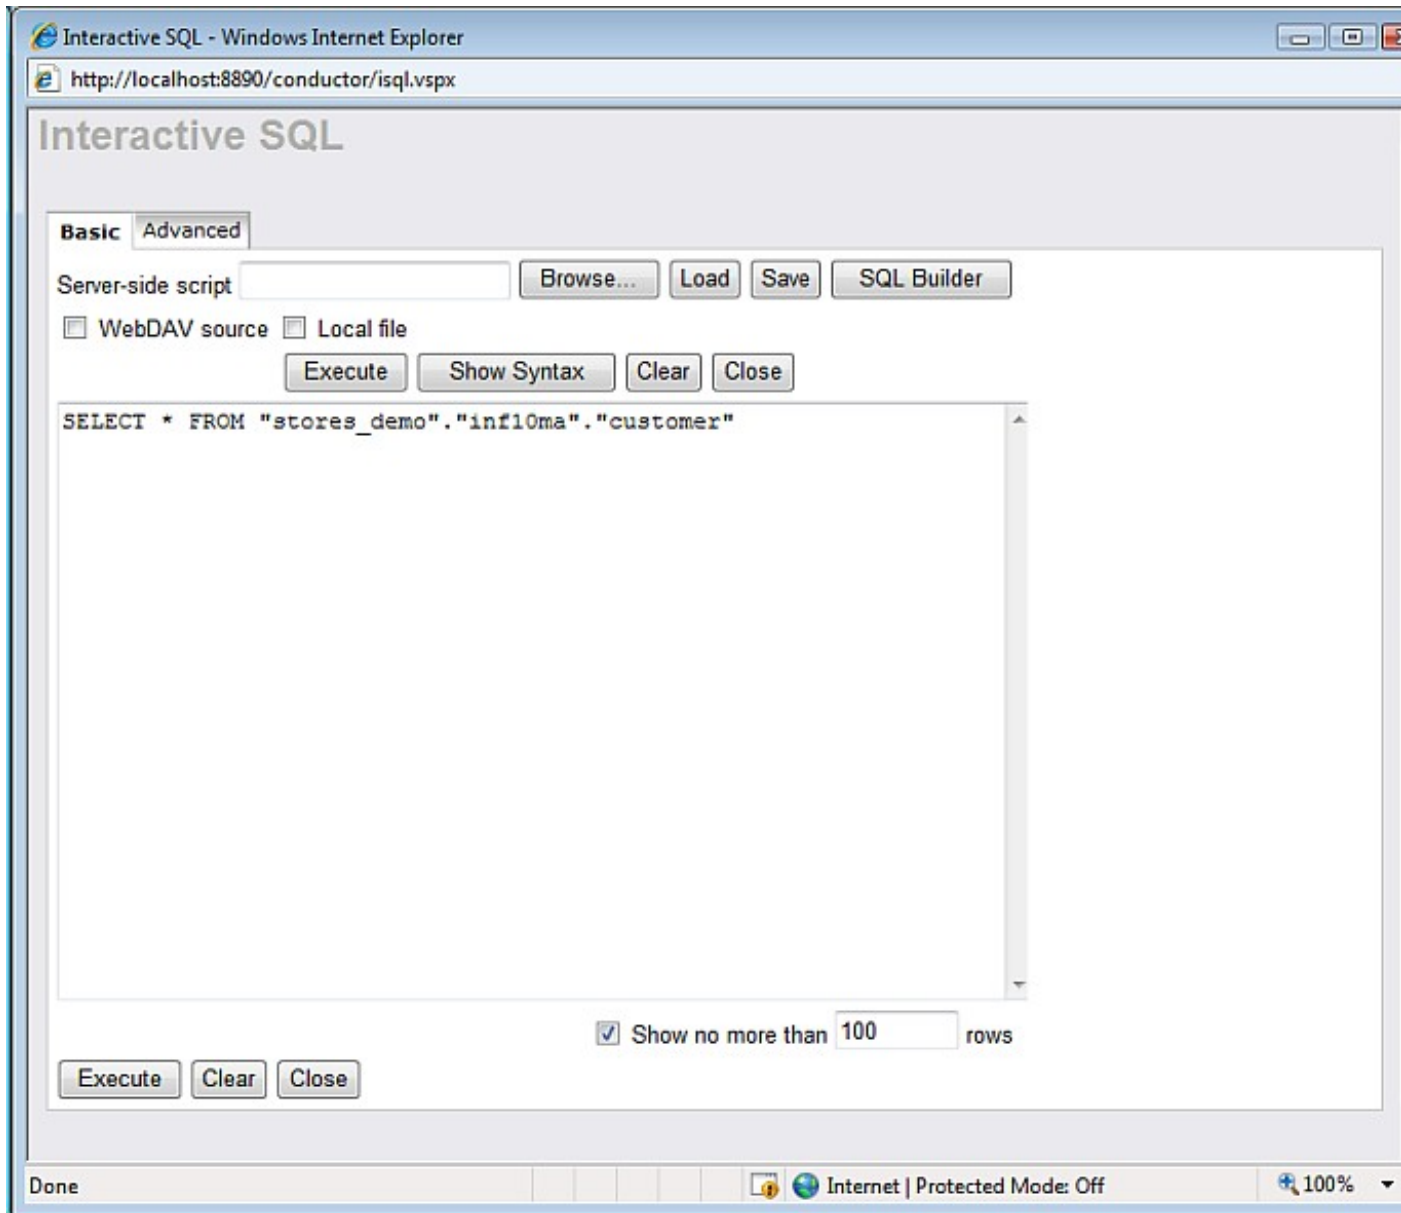 Interactive SQL - Windows Internet Explorer
http://localhost:8890/conductor/isql.vspx
Interactive SQL
Basic Advanced
Server-side script Browse... Load Save SQL Builder
WebDAV source Local file
Execute Show Syntax Clear Close
SELECT * FROM "stores_demo"."inf10ma"."customer"
Show no more than 100 rows
Execute Clear Close
Done Internet | Protected Mode: Off 100%